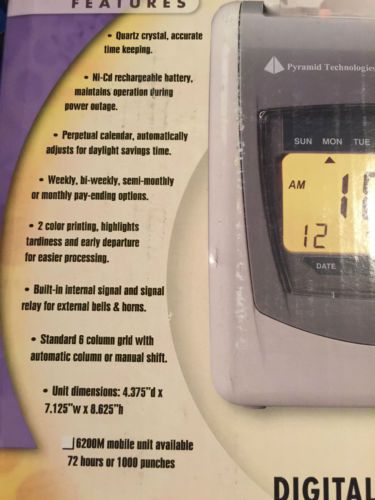 FEATURES
• Quartz crystal, accurate
time keeping.
• Ni-Cd rechargeable battery,
maintains operation during
power outage.
• Perpetual calendar, automatically
adjusts for daylight savings time.
• Weekly, bi-weekly, semi-monthly
or monthly pay-ending options.
• 2 color printing, highlights
tardiness and early departure
for easier processing.
• Built-in internal signal and signal
relay for external bells & horns.
• Standard 6 column grid with
automatic column or manual shift.
• Unit dimensions: 4.375"d x
7.125"w x 8.625"h
6200M mobile unit available
72 hours or 1000 punches
Pyramid Technologies
SUN MON TUE
AM
12
DATE
DIGITAL